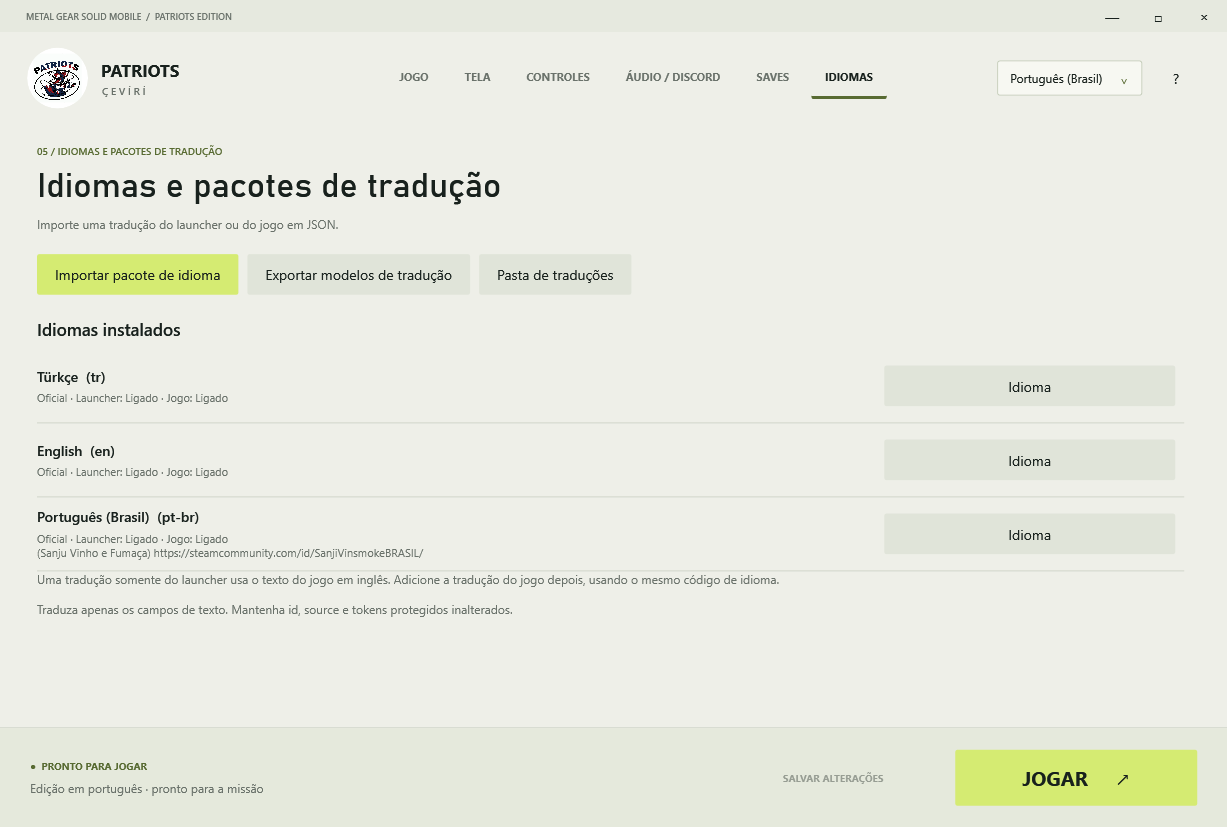 METAL GEAR SOLID MOBILE / PATRIOTS EDITION
PATRIOTS
PATRIOTS
ÇEVİRİ
JOGO
TELA
CONTROLES
ÁUDIO / DISCORD
SAVES
IDIOMAS
Português (Brasil)
?
05 / IDIOMAS E PACOTES DE TRADUÇÃO
Idiomas e pacotes de tradução
Importe uma tradução do launcher ou do jogo em JSON.
Importar pacote de idioma
Exportar modelos de tradução
Pasta de traduções
Idiomas instalados
Türkçe (tr)
Oficial · Launcher: Ligado · Jogo: Ligado
Idioma
English (en)
Oficial · Launcher: Ligado · Jogo: Ligado
Idioma
Português (Brasil) (pt-br)
Oficial · Launcher: Ligado · Jogo: Ligado
(Sanju Vinho e Fumaça) https://steamcommunity.com/id/SanjiVinsmokeBRASIL/
Idioma
Uma tradução somente do launcher usa o texto do jogo em inglês. Adicione a tradução do jogo depois, usando o mesmo código de idioma.
Traduza apenas os campos de texto. Mantenha id, source e tokens protegidos inalterados.
● PRONTO PARA JOGAR
Edição em português · pronto para a missão
SALVAR ALTERAÇÕES
JOGAR ↗